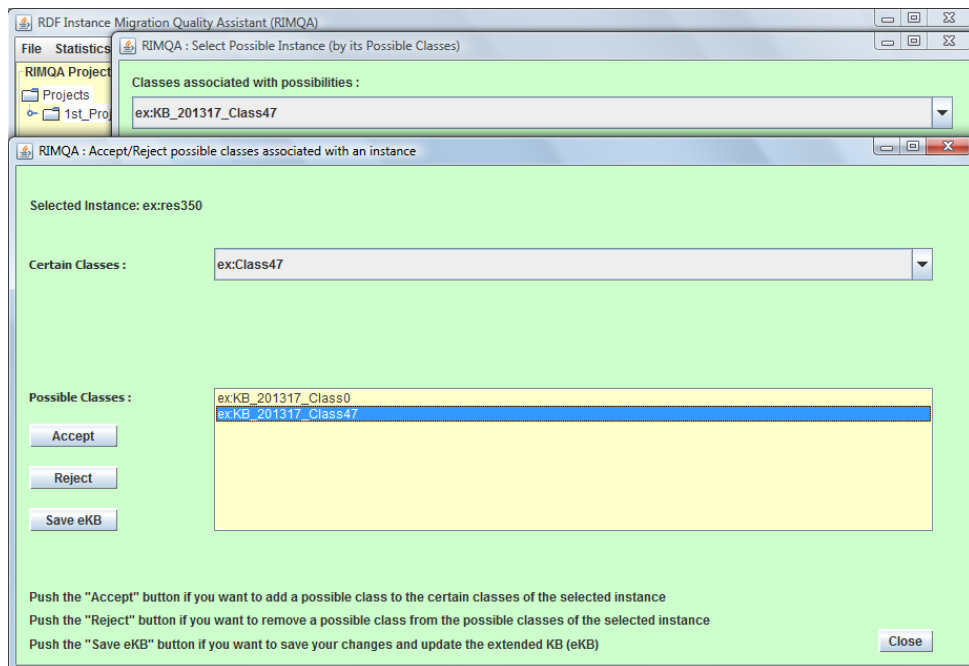 RDF Instance Migration Quality Assistant (RIMQA)
File Statistics
RIMQA : Select Possible Instance (by its Possible Classes)
RIMQA Project
Projects
1st_Proj
Classes associated with possibilities :
ex:KB_201317_Class47
RIMQA : Accept/Reject possible classes associated with an instance
Selected Instance: ex:res350
Certain Classes :
ex:Class47
Possible Classes :
ex:KB_201317_Class0
ex:KB_201317_Class47
Accept
Reject
Save eKB
Push the "Accept" button if you want to add a possible class to the certain classes of the selected instance
Push the "Reject" button if you want to remove a possible class from the possible classes of the selected instance
Push the "Save eKB" button if you want to save your changes and update the extended KB (eKB)
Close